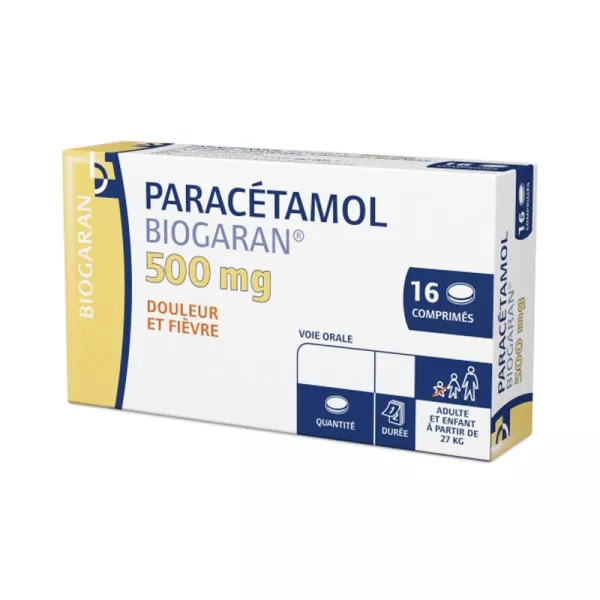 BIOGARAN
PARACÉTAMOL
BIOGARAN®
500 mg
DOULEUR
ET FIÈVRE
16
COMPRIMÉS
VOIE ORALE
QUANTITÉ
DURÉE
ADULTE
ET ENFANT
À PARTIR DE
27 KG
16
COMPRIMÉS
PARACÉTAMOL
BIOGARAN®
500 mg